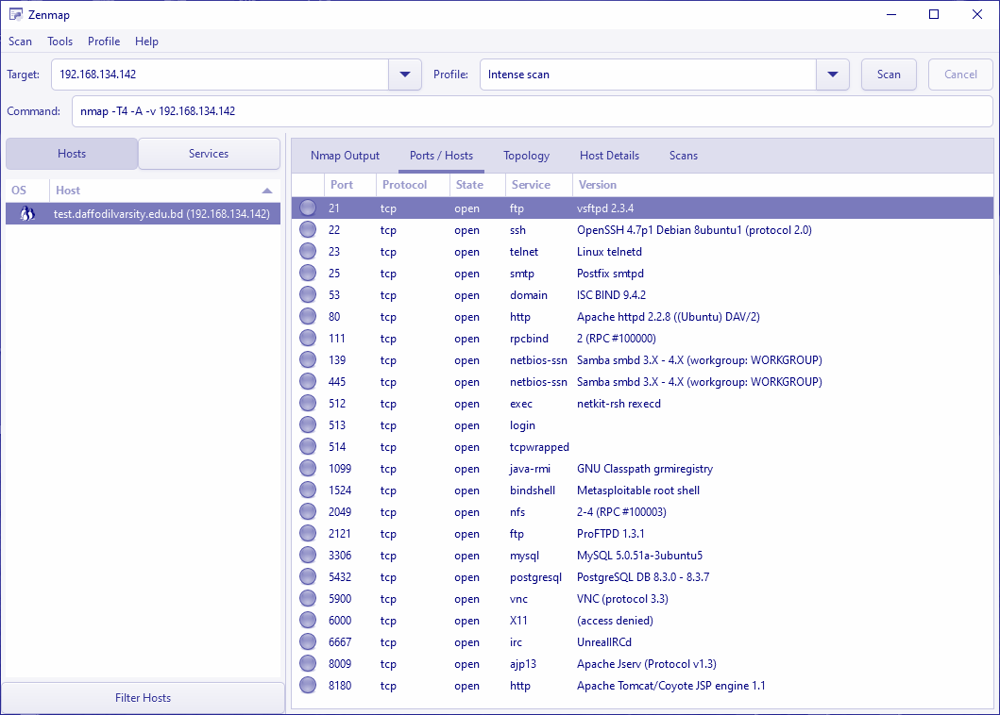 Zenmap
Scan Tools Profile Help
Target: 192.168.134.142 Profile: Intense scan Scan Cancel
Command: nmap -T4 -A -v 192.168.134.142
Hosts Services
OS Host
test.daffodilvarsity.edu.bd (192.168.134.142)
Filter Hosts
Nmap Output Ports / Hosts Topology Host Details Scans
Port Protocol State Service Version
21 tcp open ftp vsftpd 2.3.4
22 tcp open ssh OpenSSH 4.7p1 Debian 8ubuntu1 (protocol 2.0)
23 tcp open telnet Linux telnetd
25 tcp open smtp Postfix smtpd
53 tcp open domain ISC BIND 9.4.2
80 tcp open http Apache httpd 2.2.8 ((Ubuntu) DAV/2)
111 tcp open rpcbind 2 (RPC #100000)
139 tcp open netbios-ssn Samba smbd 3.X - 4.X (workgroup: WORKGROUP)
445 tcp open netbios-ssn Samba smbd 3.X - 4.X (workgroup: WORKGROUP)
512 tcp open exec netkit-rsh rexecd
513 tcp open login
514 tcp open tcpwrapped
1099 tcp open java-rmi GNU Classpath grmiregistry
1524 tcp open bindshell Metasploitable root shell
2049 tcp open nfs 2-4 (RPC #100003)
2121 tcp open ftp ProFTPD 1.3.1
3306 tcp open mysql MySQL 5.0.51a-3ubuntu5
5432 tcp open postgresql PostgreSQL DB 8.3.0 - 8.3.7
5900 tcp open vnc VNC (protocol 3.3)
6000 tcp open X11 (access denied)
6667 tcp open irc UnrealIRCd
8009 tcp open ajp13 Apache Jserv (Protocol v1.3)
8180 tcp open http Apache Tomcat/Coyote JSP engine 1.1